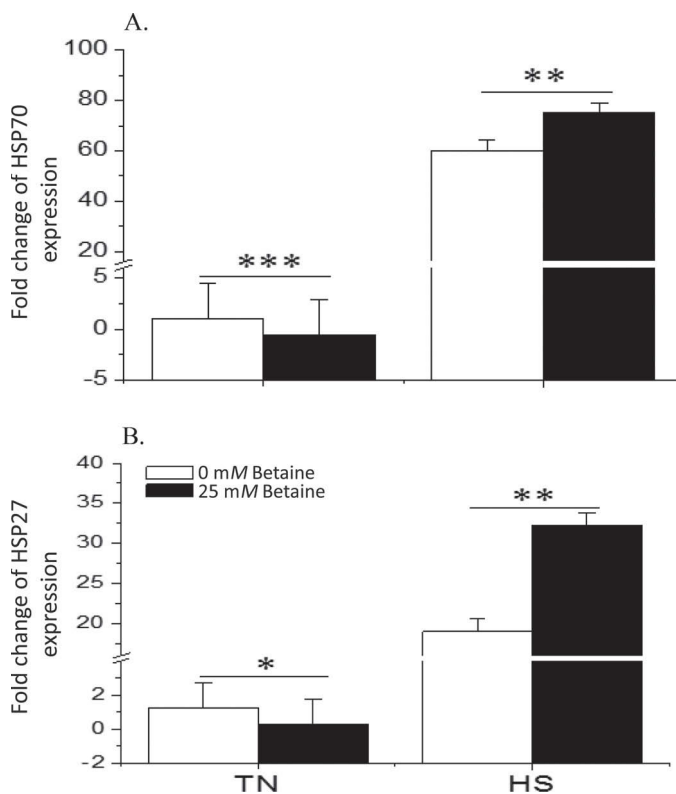 A.
Fold change of HSP70
expression
100
80
60
40
20
5
0
-5
***
**
B.
Fold change of HSP27
expression
40
35
30
20
2
0
-2
0 mM Betaine
25 mM Betaine
*
**
TN
HS